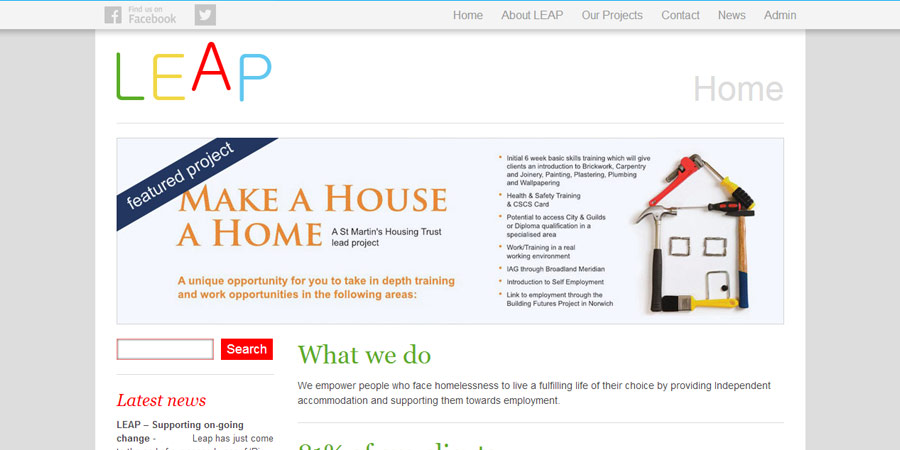 Find us on
Facebook
Home About LEAP Our Projects Contact News Admin
LEAP
Home
featured project
MAKE A HOUSE
A HOME
A St Martin's Housing Trust
lead project
A unique opportunity for you to take in depth training
and work opportunities in the following areas:
• Initial 6 week basic skills training which will give
clients an introduction to Brickwork, Carpentry
and Joinery, Painting, Plastering, Plumbing
and Wallpapering
• Health & Safety Training
& CSCS Card
• Potential to access City & Guilds
or Diploma qualification in a
specialised area
• Work/Training in a real
working environment
• IAG through Broadland Meridian
• Introduction to Self Employment
• Link to employment through the
Building Futures Project in Norwich
Search
Latest news
LEAP – Supporting on-going
change - Leap has just come
What we do
We empower people who face homelessness to live a fulfilling life of their choice by providing Independent
accommodation and supporting them towards employment.